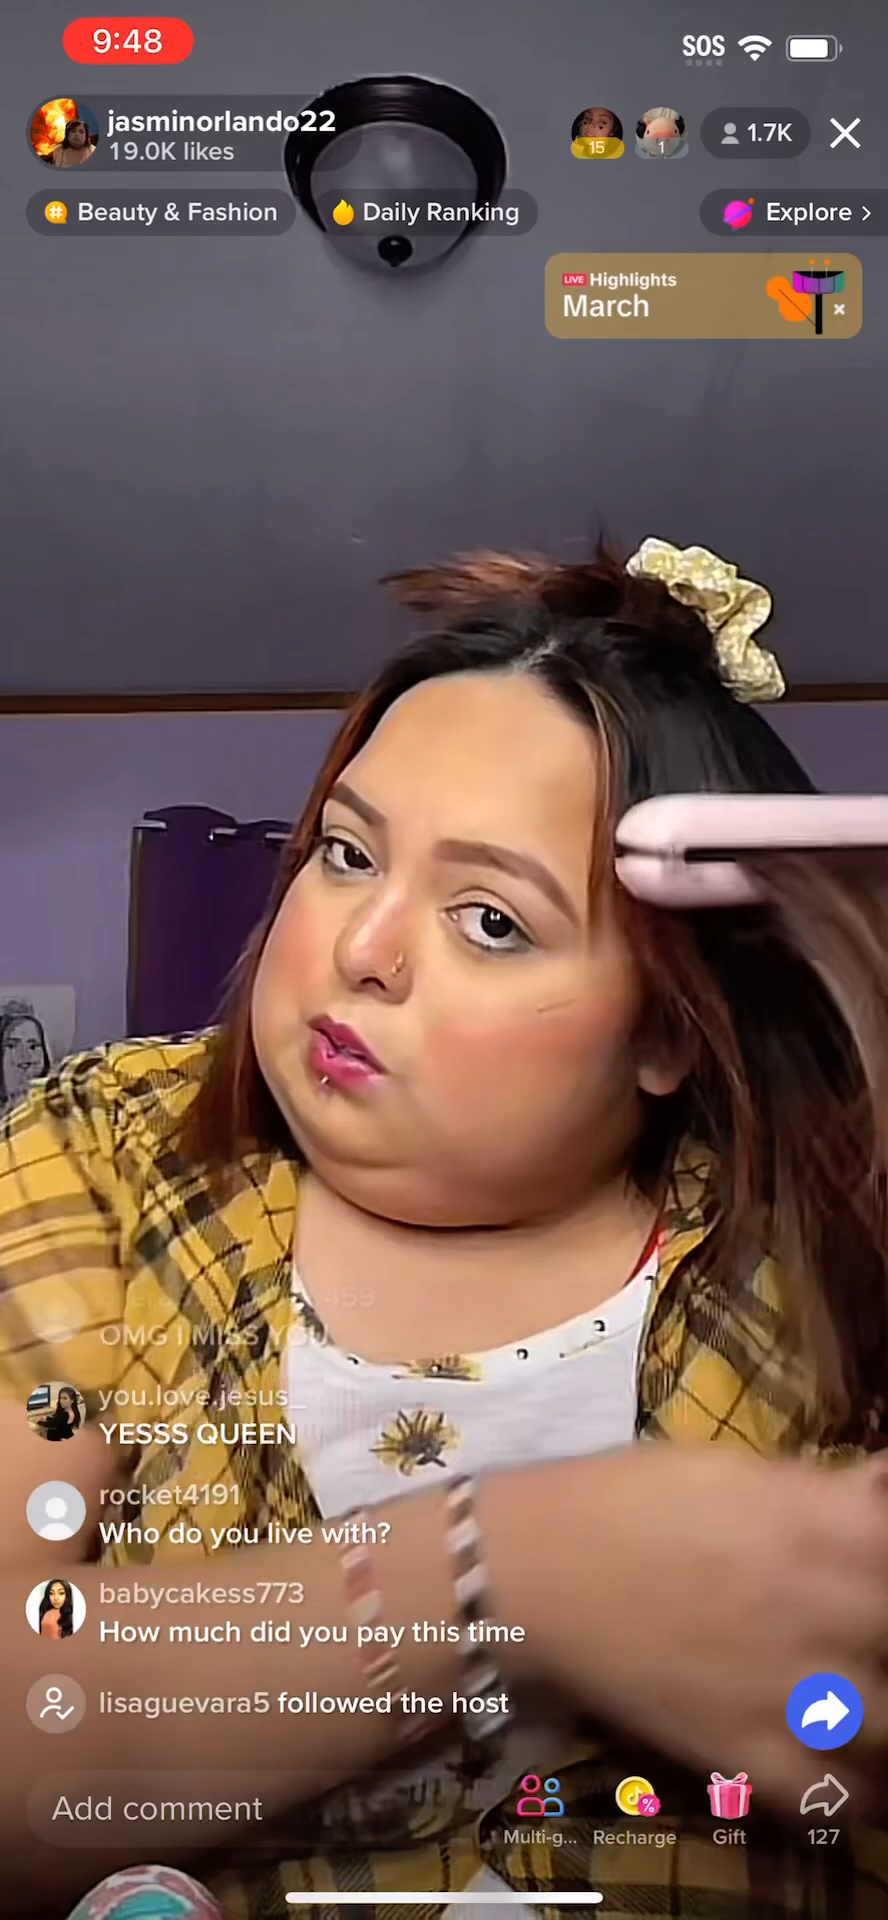 9:48
SOS
jasminorlando22
19.0K likes
15
1
1.7K
Beauty & Fashion
Daily Ranking
Explore >
LIVE Highlights
March
OMG I MISS YOU
you.love.jesus_
YESSS QUEEN
rocket4191
Who do you live with?
babycakess773
How much did you pay this time
lisaguevara5 followed the host
Add comment
Multi-g...
Recharge
Gift
127